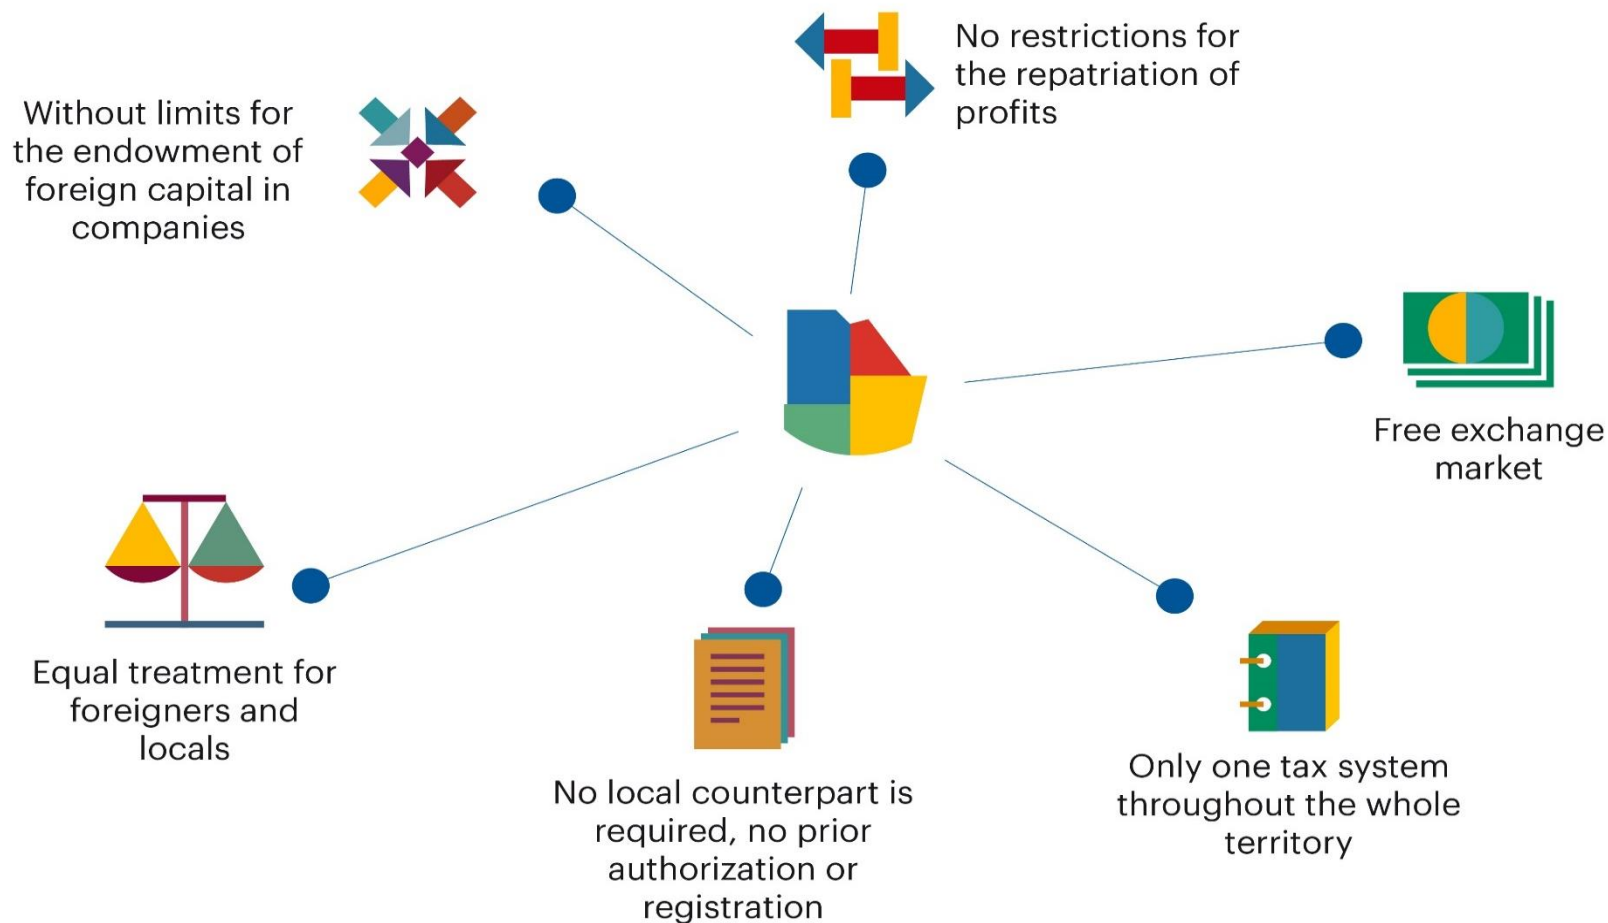 Without limits for
the endowment of
foreign capital in
companies
No restrictions for
the repatriation of
profits
Free exchange
market
Equal treatment for
foreigners and
locals
No local counterpart is
required, no prior
authorization or
registration
Only one tax system
throughout the whole
territory